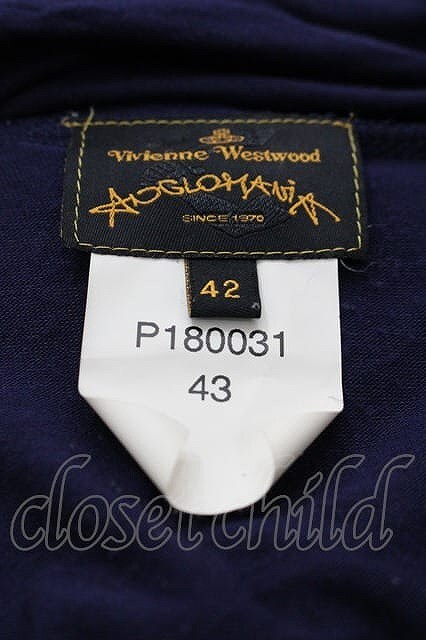 Vivienne Westwood
ANGLOMANIA
SINCE 1970
42
P180031
43
closet child